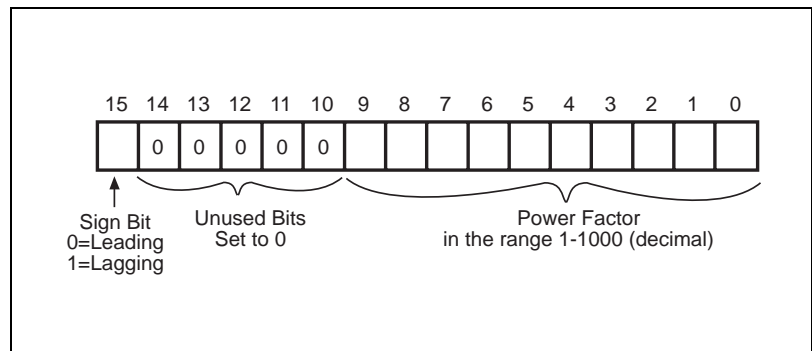 15 14 13 12 11 10 9 8 7 6 5 4 3 2 1 0
0 0 0 0 0
Sign Bit
0=Leading
1=Lagging
Unused Bits
Set to 0
Power Factor
in the range 1-1000 (decimal)